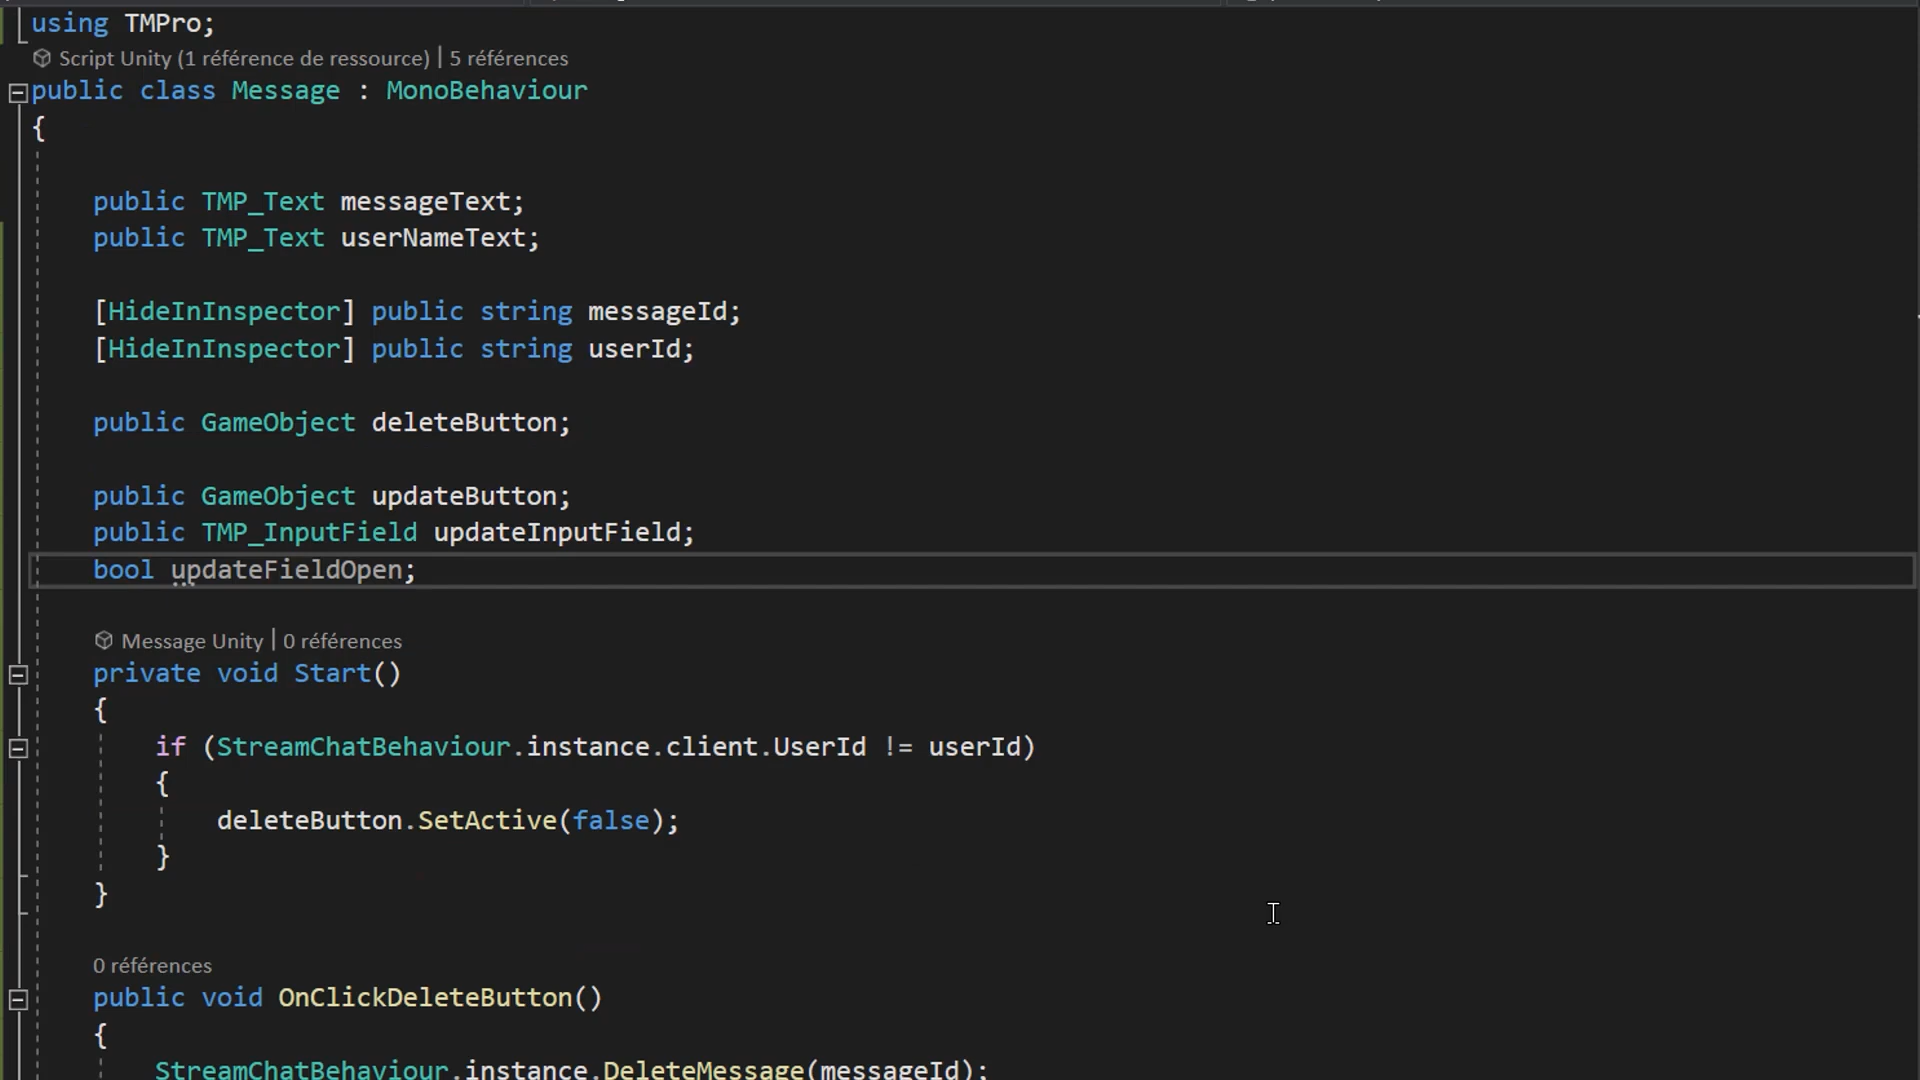 using TMPro;
Script Unity (1 référence de ressource) | 5 références
public class Message : MonoBehaviour
{
public TMP_Text messageText;
public TMP_Text userNameText;
[HideInInspector] public string messageId;
[HideInInspector] public string userId;
public GameObject deleteButton;
public GameObject updateButton;
public TMP_InputField updateInputField;
bool updateFieldOpen;
Message Unity | 0 références
private void Start()
{
if (StreamChatBehaviour.instance.client.UserId != userId)
{
deleteButton.SetActive(false);
}
}
0 références
public void OnClickDeleteButton()
{
StreamChatBehaviour.instance.DeleteMessage(messageId);